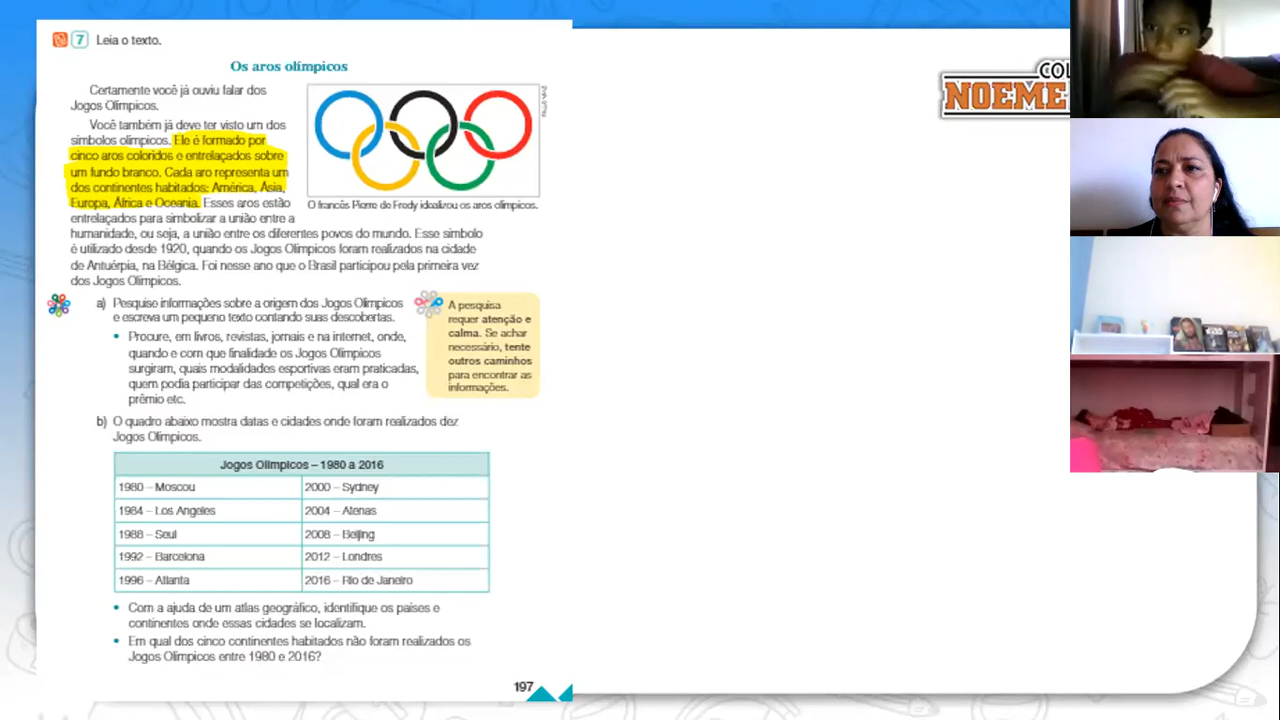 7 Leia o texto.
Os aros olímpicos
Certamente você já ouviu falar dos
Jogos Olímpicos.
Você também já deve ter visto um dos
símbolos olímpicos. Ele é formado por
cinco aros coloridos e entrelaçados sobre
um fundo branco. Cada aro representa um
dos continentes habitados: América, Ásia,
Europa, África e Oceania. Esses aros estão
entrelaçados para simbolizar a união entre a
humanidade, ou seja, a união entre os diferentes povos do mundo. Esse símbolo
é utilizado desde 1920, quando os Jogos Olímpicos foram realizados na cidade
de Antuérpia, na Bélgica. Foi nesse ano que o Brasil participou pela primeira vez
dos Jogos Olímpicos.
O francês Pierre de Fredy idealizou os aros olímpicos.
a) Pesquise informações sobre a origem dos Jogos Olímpicos
e escreva um pequeno texto contando suas descobertas.
• Procure, em livros, revistas, jornais e na internet, onde,
quando e com que finalidade os Jogos Olímpicos
surgiram, quais modalidades esportivas eram praticadas,
quem podia participar das competições, qual era o
prêmio etc.
A pesquisa
requer atenção e
calma. Se achar
necessário, tente
outros caminhos
para encontrar as
informações.
b) O quadro abaixo mostra datas e cidades onde foram realizados dez
Jogos Olímpicos.
Jogos Olímpicos – 1980 a 2016
1980 – Moscou 2000 – Sydney
1984 – Los Angeles 2004 – Atenas
1988 – Seul 2008 – Beijing
1992 – Barcelona 2012 – Londres
1996 – Atlanta 2016 – Rio de Janeiro
• Com a ajuda de um atlas geográfico, identifique os países e
continentes onde essas cidades se localizam.
• Em qual dos cinco continentes habitados não foram realizados os
Jogos Olímpicos entre 1980 e 2016?
197
COL
NOEME